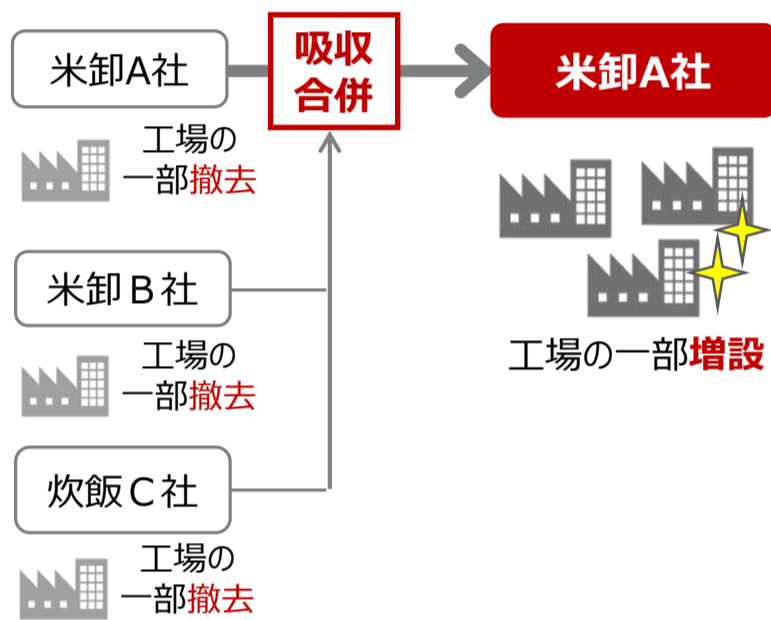 米卸A社
吸収
合併
米卸A社
工場の
一部撤去
米卸Ｂ社
工場の
一部撤去
工場の一部増設
炊飯Ｃ社
工場の
一部撤去